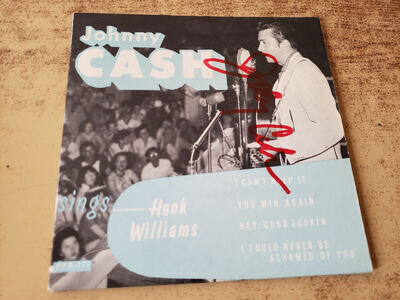 Johnny
CASH
sings
Hank
Williams
I CAN'T HELP IT
YOU WIN AGAIN
HEY, GOOD LOOKIN'
I COULD NEVER BE
ASHAMED OF YOU